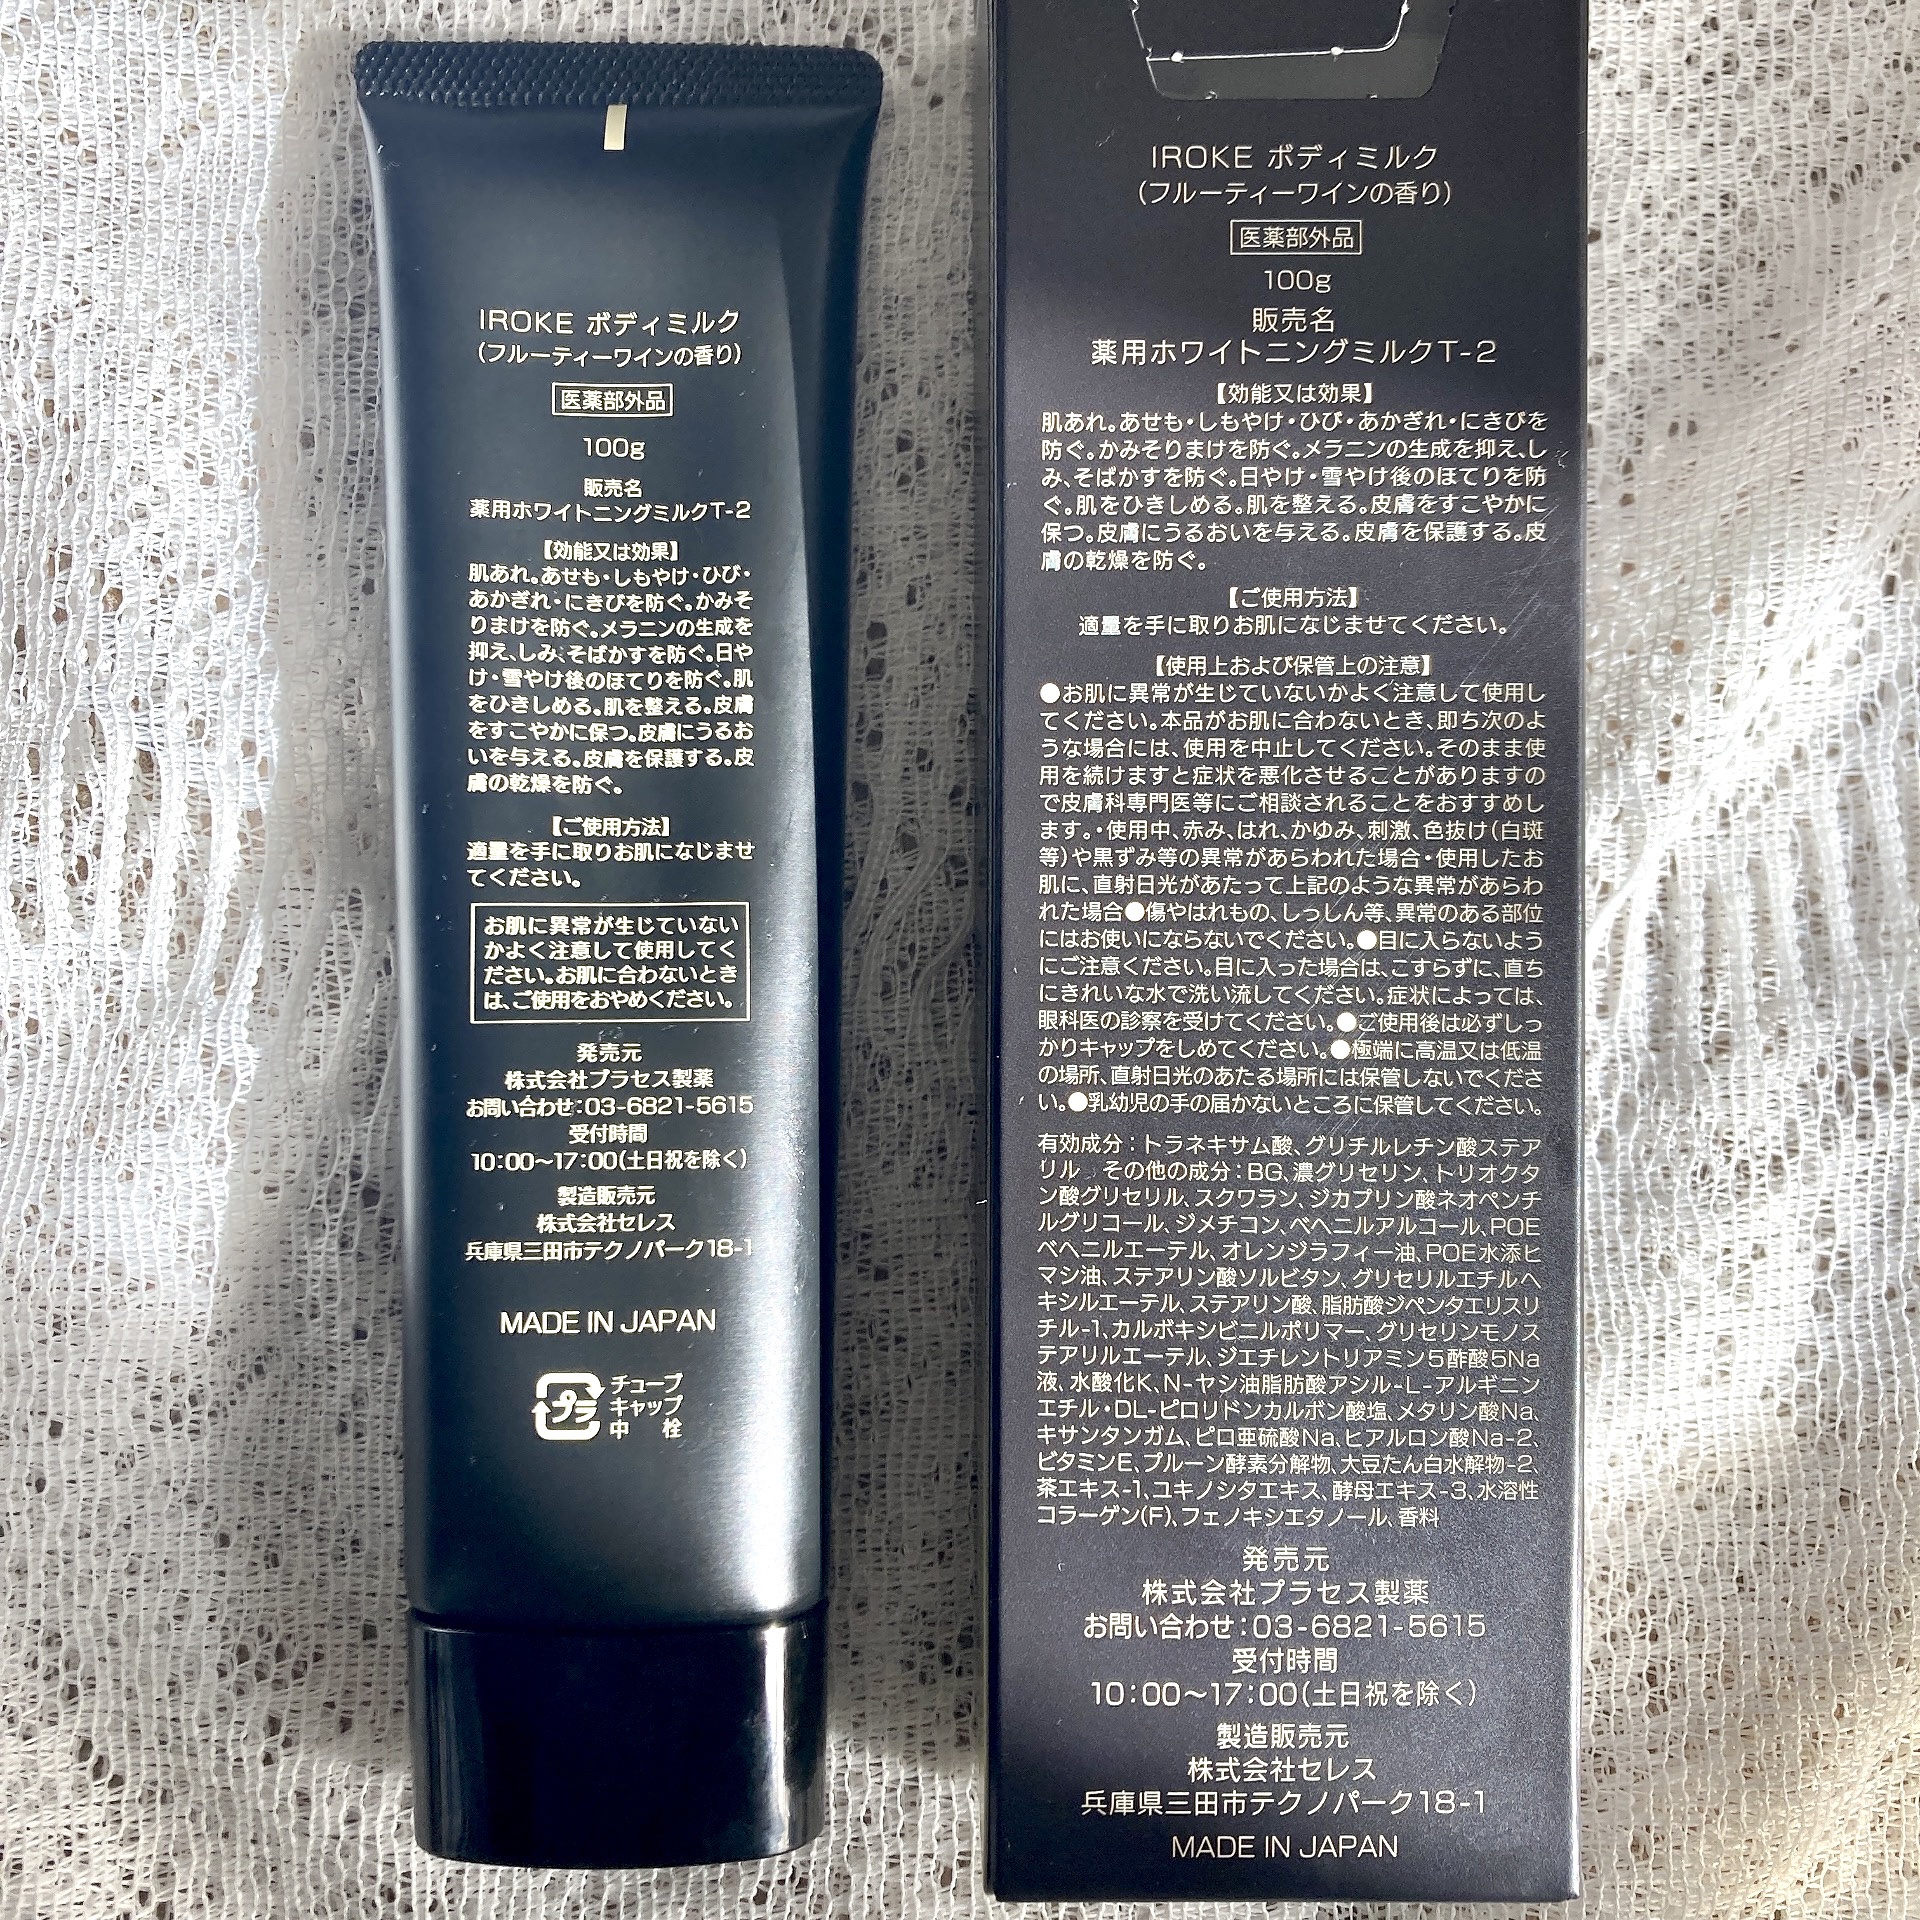 IROKE ボディミルク
(フルーティーワインの香り)
医薬部外品
100g
販売名
薬用ホワイトニングミルクT-2
【効能又は効果】
肌あれ。あせも・しもやけ・ひび・
あかぎれ・にきびを防ぐ。かみそ
りまけを防ぐ。メラニンの生成を
抑え、しみ、そばかすを防ぐ。日や
け・雪やけ後のほてりを防ぐ。肌
をひきしめる。肌を整える。皮膚
をすこやかに保つ。皮膚にうるお
いを与える。皮膚を保護する。皮
膚の乾燥を防ぐ。
【ご使用方法】
適量を手に取りお肌になじませ
てください。
お肌に異常が生じていない
かよく注意して使用してく
ださい。お肌に合わないとき
は、ご使用をおやめください。
発売元
株式会社プラセス製薬
お問い合わせ:03-6821-5615
受付時間
10:00～17:00(土日祝を除く)
製造販売元
株式会社セレス
兵庫県三田市テクノパーク18-1
MADE IN JAPAN
プラ
チューブ
キャップ
中 栓
IROKE ボディミルク
(フルーティーワインの香り)
医薬部外品
100g
販売名
薬用ホワイトニングミルクT-2
【効能又は効果】
肌あれ。あせも・しもやけ・ひび・あかぎれ・にきびを
防ぐ。かみそりまけを防ぐ。メラニンの生成を抑え、し
み、そばかすを防ぐ。日やけ・雪やけ後のほてりを防
ぐ。肌をひきしめる。肌を整える。皮膚をすこやかに
保つ。皮膚にうるおいを与える。皮膚を保護する。皮
膚の乾燥を防ぐ。
【ご使用方法】
適量を手に取りお肌になじませてください。
【使用上および保管上の注意】
●お肌に異常が生じていないかよく注意して使用し
てください。本品がお肌に合わないとき、即ち次のよ
うな場合には、使用を中止してください。そのまま使
用を続けますと症状を悪化させることがありますの
で皮膚科専門医等にご相談されることをおすすめし
ます。・使用中、赤み、はれ、かゆみ、刺激、色抜け(白斑
等)や黒ずみ等の異常があらわれた場合・使用したお
肌に、直射日光があたって上記のような異常があらわ
れた場合●傷やはれもの、しっしん等、異常のある部位
にはお使いにならないでください。●目に入らないよう
にご注意ください。目に入った場合は、こすらずに、直ち
にきれいな水で洗い流してください。症状によっては、
眼科医の診察を受けてください。●ご使用後は必ずしっ
かりキャップをしめてください。●極端に高温又は低温
の場所、直射日光のあたる場所には保管しないでくださ
い。●乳幼児の手の届かないところに保管してください。
有効成分:トラネキサム酸、グリチルレチン酸ステア
リル その他の成分:BG、濃グリセリン、トリオクタ
ン酸グリセリル、スクワラン、ジカプリン酸ネオペンチ
ルグリコール、ジメチコン、ベヘニルアルコール、POE
ベヘニルエーテル、オレンジラフィー油、POE水添ヒ
マシ油、ステアリン酸ソルビタン、グリセリルエチルヘ
キシルエーテル、ステアリン酸、脂肪酸ジペンタエリスリ
チル-1、カルボキシビニルポリマー、グリセリンモノス
テアリルエーテル、ジエチレントリアミン5酢酸5Na
液、水酸化K、N-ヤシ油脂肪酸アシル-L-アルギニン
エチル・DL-ピロリドンカルボン酸塩、メタリン酸Na、
キサンタンガム、ピロ亜硫酸Na、ヒアルロン酸Na-2、
ビタミンE、プルーン酵素分解物、大豆たん白水解物-2、
茶エキス-1、ユキノシタエキス、酵母エキス-3、水溶性
コラーゲン(F)、フェノキシエタノール、香料
発売元
株式会社プラセス製薬
お問い合わせ:03-6821-5615
受付時間
10:00～17:00(土日祝を除く)
製造販売元
株式会社セレス
兵庫県三田市テクノパーク18-1
MADE IN JAPAN